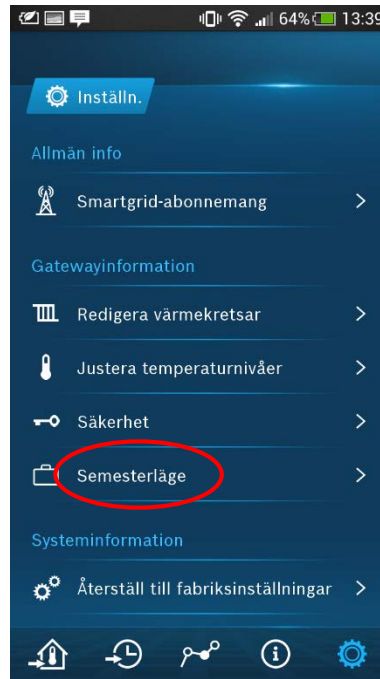 64% 13:39
Inställn.
Allmän info
Smartgrid-abonnemang
Gatewayinformation
Redigera värmekretsar
Justera temperaturnivåer
Säkerhet
Semesterläge
Systeminformation
Återställ till fabriksinställningar